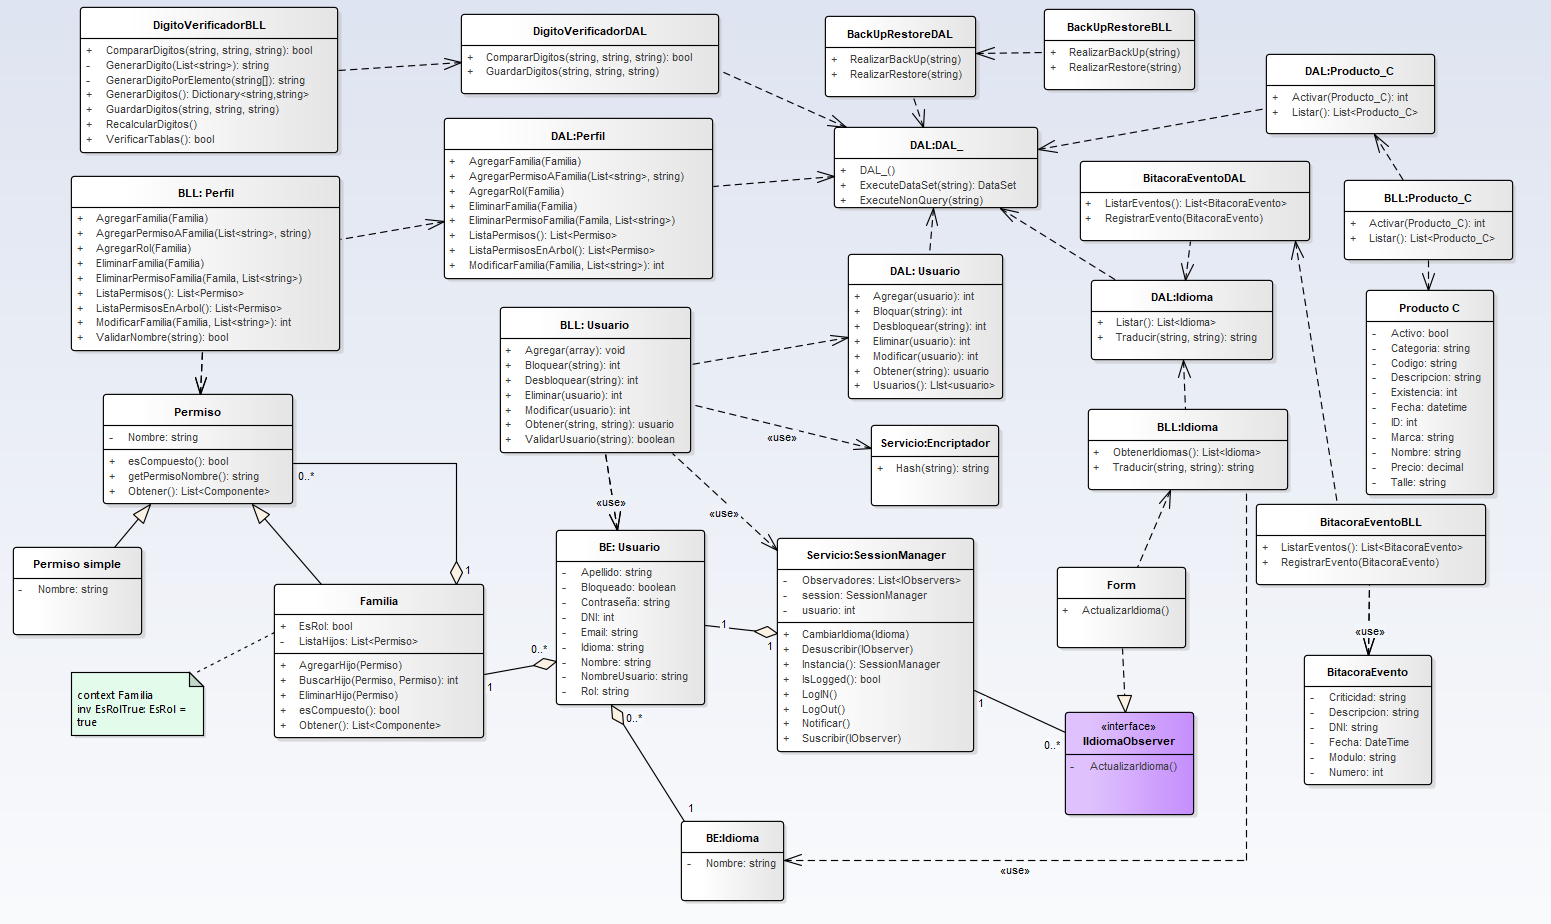 DigitoVerificadorBLL
+ CompararDigitos(string, string, string): bool
- GenerarDigito(List<string>): string
- GenerarDigitoPorElemento(string[]): string
+ GenerarDigitos(): Dictionary<string,string>
+ GuardarDigitos(string, string, string)
+ RecalcularDigitos()
+ VerificarTablas(): bool
DigitoVerificadorDAL
+ CompararDigitos(string, string, string): bool
+ GuardarDigitos(string, string, string)
BackUpRestoreDAL
+ RealizarBackUp(string)
+ RealizarRestore(string)
BackUpRestoreBLL
+ RealizarBackUp(string)
+ RealizarRestore(string)
DAL:Producto_C
+ Activar(Producto_C): int
+ Listar(): List<Producto_C>
DAL:Perfil
+ AgregarFamilia(Familia)
+ AgregarPermisoAFamilia(List<string>, string)
+ AgregarRol(Familia)
+ EliminarFamilia(Familia)
+ EliminarPermisoFamilia(Famila, List<string>)
+ ListaPermisos(): List<Permiso>
+ ListaPermisosEnArbol(): List<Permiso>
+ ModificarFamilia(Familia, List<string>): int
DAL:DAL_
+ DAL_()
+ ExecuteDataSet(string): DataSet
+ ExecuteNonQuery(string)
BitacoraEventoDAL
+ ListarEventos(): List<BitacoraEvento>
+ RegistrarEvento(BitacoraEvento)
BLL:Producto_C
+ Activar(Producto_C): int
+ Listar(): List<Producto_C>
BLL: Perfil
+ AgregarFamilia(Familia)
+ AgregarPermisoAFamilia(List<string>, string)
+ AgregarRol(Familia)
+ EliminarFamilia(Familia)
+ EliminarPermisoFamilia(Famila, List<string>)
+ ListaPermisos(): List<Permiso>
+ ListaPermisosEnArbol(): List<Permiso>
+ ModificarFamilia(Familia, List<string>): int
+ ValidarNombre(string): bool
DAL: Usuario
+ Agregar(usuario): int
+ Bloquar(string): int
+ Desbloquear(string): int
+ Eliminar(usuario): int
+ Modificar(usuario): int
+ Obtener(string): usuario
+ Usuarios(): LIst<usuario>
DAL:Idioma
+ Listar(): List<Idioma>
+ Traducir(string, string): string
Producto C
- Activo: bool
- Categoria: string
- Codigo: string
- Descripcion: string
- Existencia: int
- Fecha: datetime
- ID: int
- Marca: string
- Nombre: string
- Precio: decimal
- Talle: string
BLL: Usuario
+ Agregar(array): void
+ Bloquear(string): int
+ Desbloquear(string): int
+ Eliminar(usuario): int
+ Modificar(usuario): int
+ Obtener(string, string): usuario
+ ValidarUsuario(string): boolean
«use»
Servicio:Encriptador
+ Hash(string): string
BLL:Idioma
+ ObtenerIdiomas(): List<Idioma>
+ Traducir(string, string): string
Permiso
- Nombre: string
+ esCompuesto(): bool
+ getPermisoNombre(): string
+ Obtener(): List<Componente>
0..*
«use»
«use»
BitacoraEventoBLL
+ ListarEventos(): List<BitacoraEvento>
+ RegistrarEvento(BitacoraEvento)
Permiso simple
- Nombre: string
1
Familia
+ EsRol: bool
- ListaHijos: List<Permiso>
+ AgregarHijo(Permiso)
+ BuscarHijo(Permiso, Permiso): int
+ EliminarHijo(Permiso)
+ esCompuesto(): bool
+ Obtener(): List<Componente>
context Familia
inv EsRolTrue: EsRol =
true
0..*
1
BE: Usuario
- Apellido: string
- Bloqueado: boolean
- Contraseña: string
- DNI: int
- Email: string
- Idioma: string
- Nombre: string
- NombreUsuario: string
- Rol: string
1
1
Servicio:SessionManager
- Observadores: List<IObservers>
- session: SessionManager
- usuario: int
+ CambiarIdioma(Idioma)
+ Desuscribir(IObserver)
+ Instancia(): SessionManager
+ IsLogged(): bool
+ LogIN()
+ LogOut()
+ Notificar()
+ Suscribir(IObserver)
Form
+ ActualizarIdioma()
«use»
1
0..*
«interface»
IIdiomaObserver
- ActualizarIdioma()
BitacoraEvento
- Criticidad: string
- Descripcion: string
- DNI: string
- Fecha: DateTime
- Modulo: string
- Numero: int
0..*
1
BE:Idioma
- Nombre: string
«use»